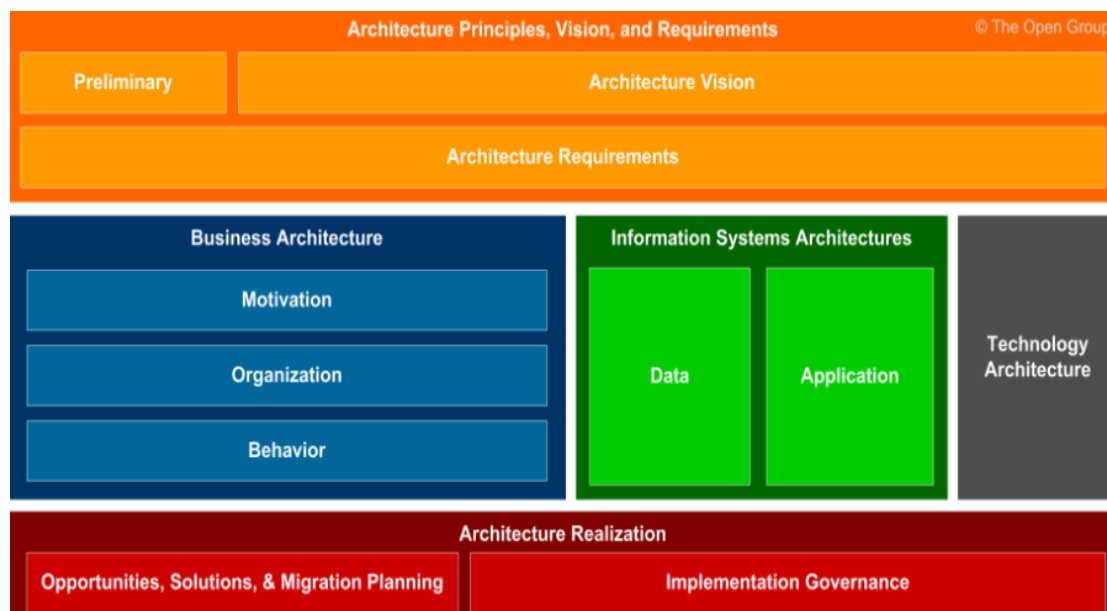 Architecture Principles, Vision, and Requirements
© The Open Group
Preliminary
Architecture Vision
Architecture Requirements
Business Architecture
Motivation
Organization
Behavior
Information Systems Architectures
Data
Application
Technology
Architecture
Architecture Realization
Opportunities, Solutions, & Migration Planning
Implementation Governance